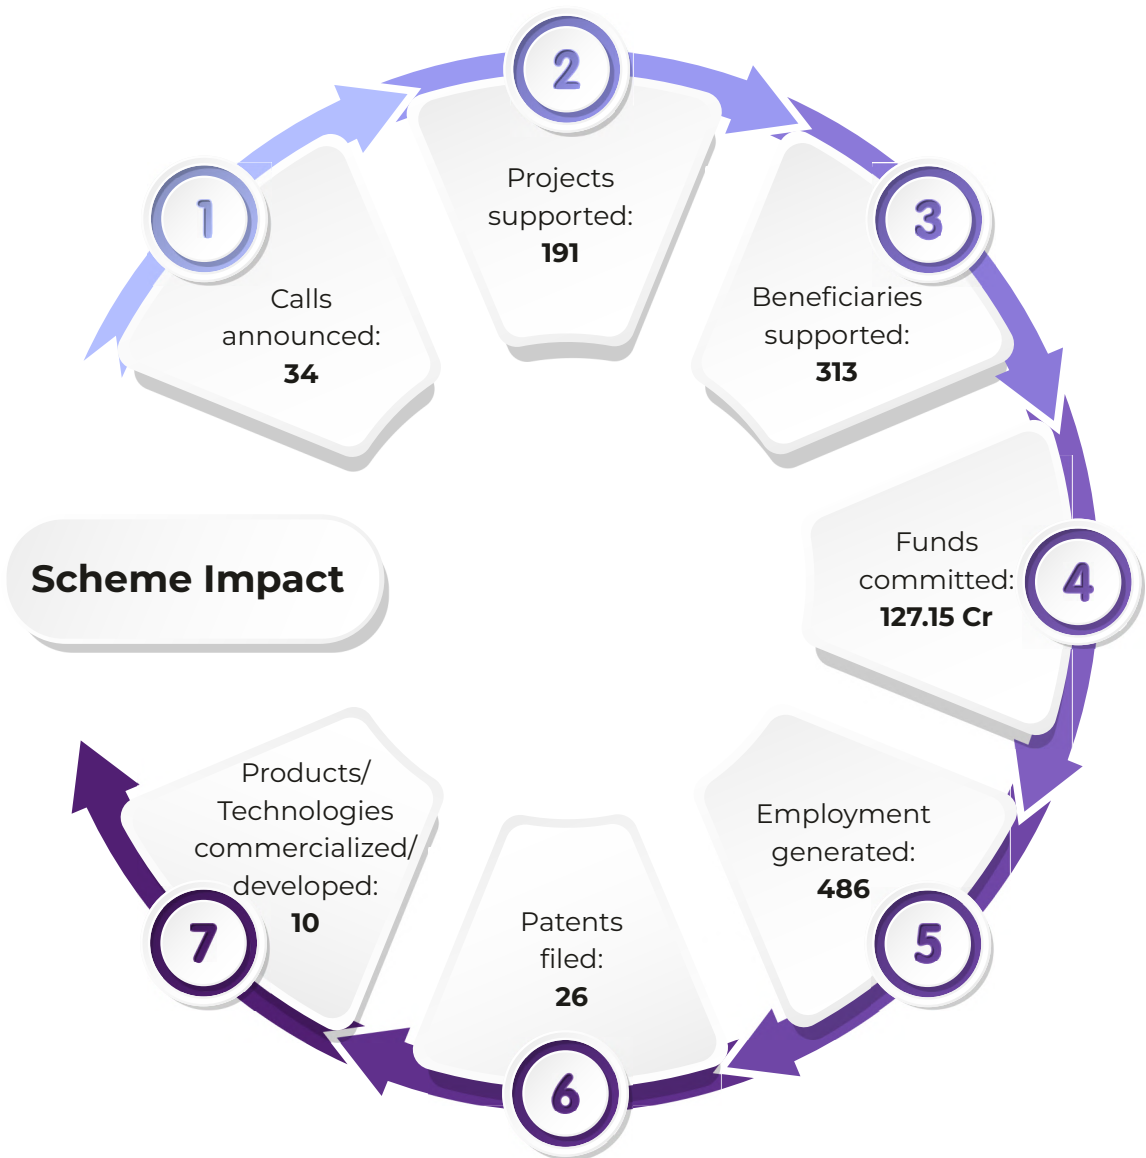 Scheme Impact
1
Calls
announced:
34
2
Projects
supported:
191
3
Beneficiaries
supported:
313
4
Funds
committed:
127.15 Cr
5
Employment
generated:
486
6
Patents
filed:
26
7
Products/
Technologies
commercialized/
developed:
10